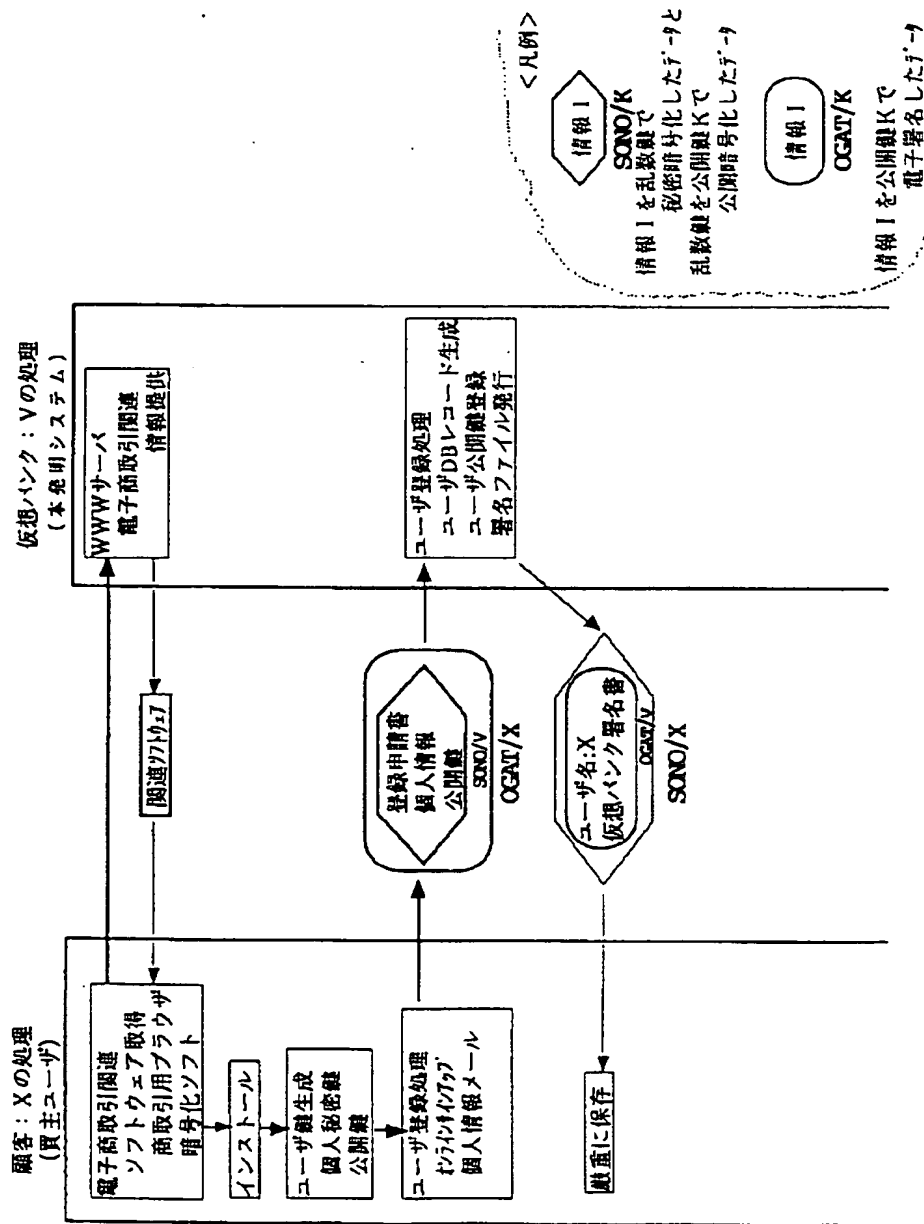 顧客：Xの処理
(買主ユーザ)
電子商取引関連
ソフトウェア取得
商取引用ブラウザ
暗号化ソフト
インストール
ユーザ鍵生成
個人秘密鍵
公開鍵
ユーザ登録処理
オンラインサインアップ
個人情報メール
厳重に保存
関連ソフトウェア
登録申請書
個人情報
公開鍵
SONO/V
OGAT/X
ユーザ名:X
仮想バンク署名書
OGAT/V
SONO/X
仮想バンク：Vの処理
(本発明システム)
WWWサーバ
電子商取引関連
情報提供
ユーザ登録処理
ユーザDBレコード生成
ユーザ公開鍵登録
署名ファイル発行
<凡例>
情報I
SONO/K
情報Iを乱数鍵で
秘密暗号化したデータと
乱数鍵を公開鍵Kで
公開暗号化したデータ
情報I
OGAT/K
情報Iを公開鍵Kで
電子署名したデータ